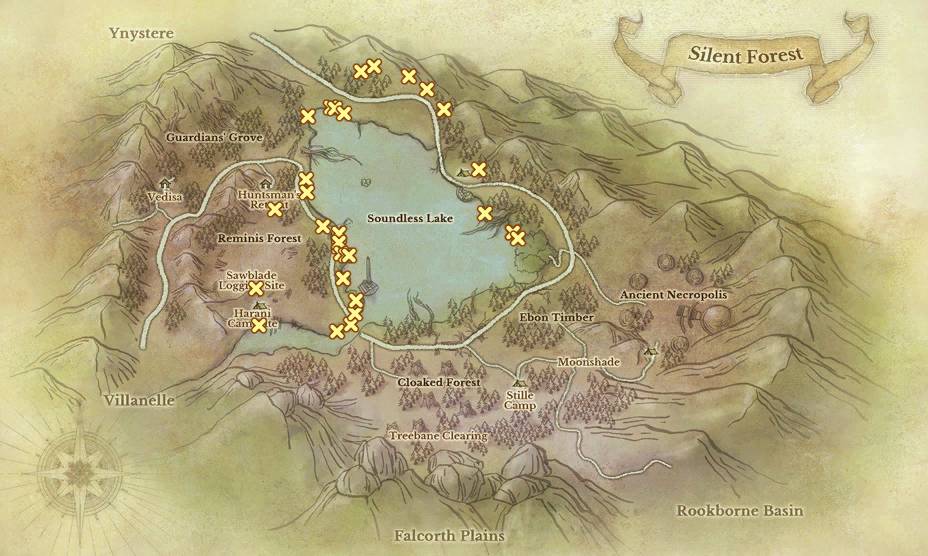 Ynystere
Silent Forest
Guardians' Grove
Vedisa
Huntsman's
Retreat
Soundless Lake
Reminis Forest
Sawblade
Logging Site
Ancient Necropolis
Harani
Campsite
Ebon Timber
Moonshade
Cloaked Forest
Stille
Camp
Villanelle
Treebane Clearing
Rookborne Basin
Falcorth Plains